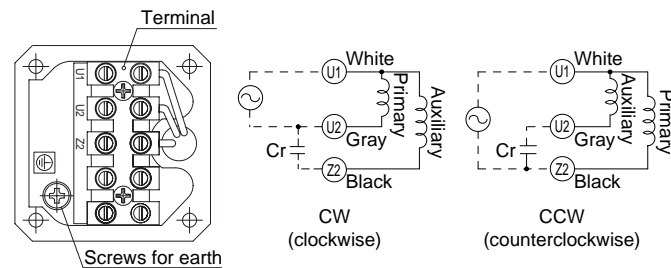 Terminal
U1
U2
Z2
Screws for earth
U1
White
Primary
Auxiliary
U2
Gray
Cr
Z2
Black
CW
(clockwise)
U1
White
Auxiliary
Primary
U2
Gray
Cr
Z2
Black
CCW
(counterclockwise)